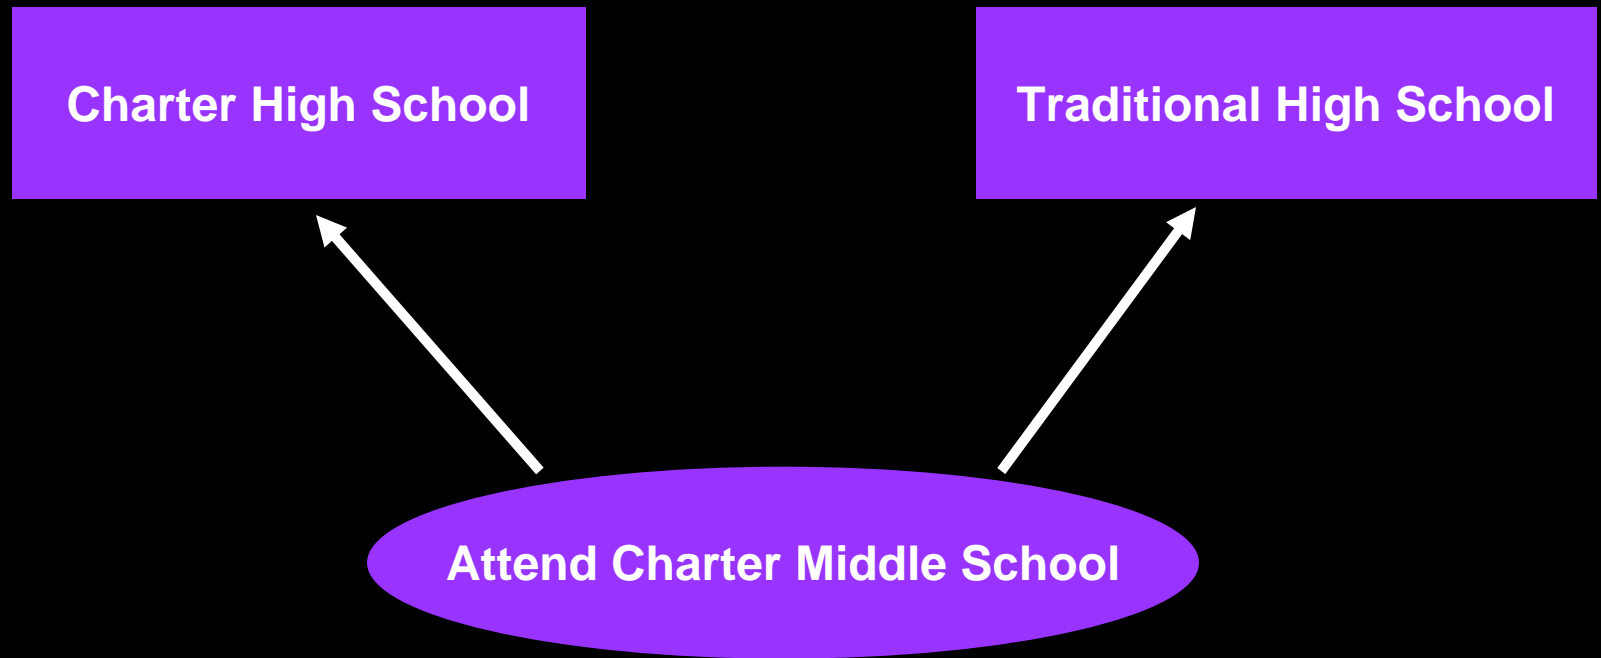 Charter High School
Traditional High School
Attend Charter Middle School